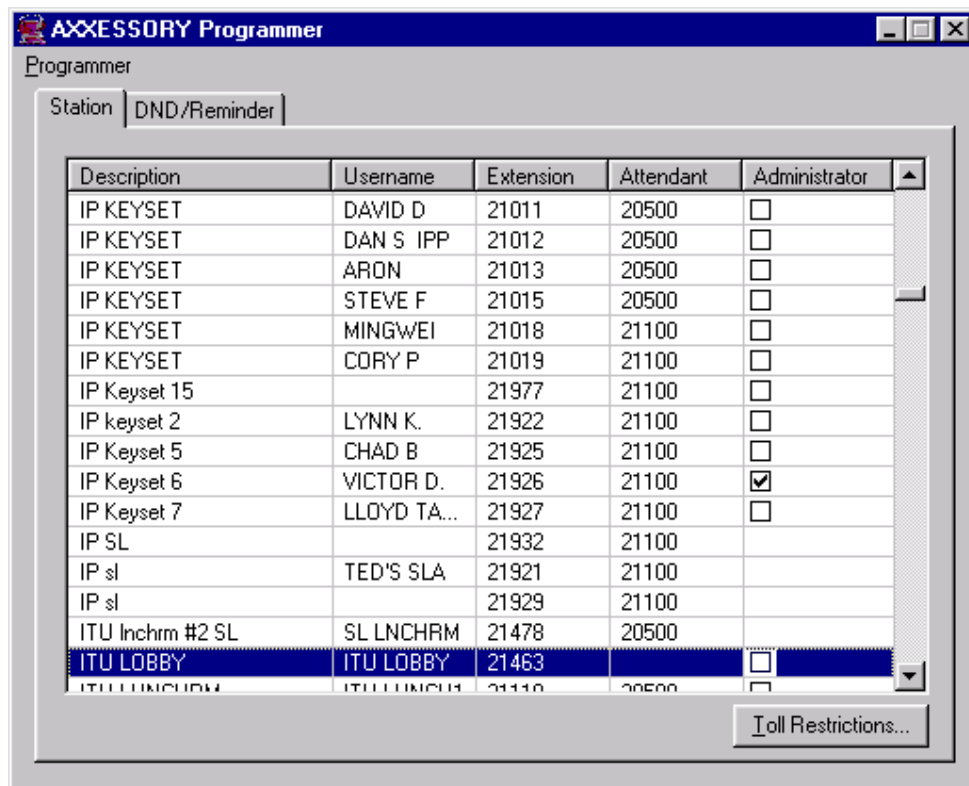 AXXESSORY Programmer
Programmer
Station DND/Reminder
Description Username Extension Attendant Administrator
IP KEYSET DAVID D 21011 20500
IP KEYSET DAN S IPP 21012 20500
IP KEYSET ARON 21013 20500
IP KEYSET STEVE F 21015 20500
IP KEYSET MINGWEI 21018 21100
IP KEYSET CORY P 21019 21100
IP Keyset 15 21977 21100
IP keyset 2 LYNN K. 21922 21100
IP Keyset 5 CHAD B 21925 21100
IP Keyset 6 VICTOR D. 21926 21100
IP Keyset 7 LLOYD TA... 21927 21100
IP SL 21932 21100
IP sl TED'S SLA 21921 21100
IP sl 21929 21100
ITU lnchrm #2 SL SL LNCHRM 21478 20500
ITU LOBBY ITU LOBBY 21463
Toll Restrictions...